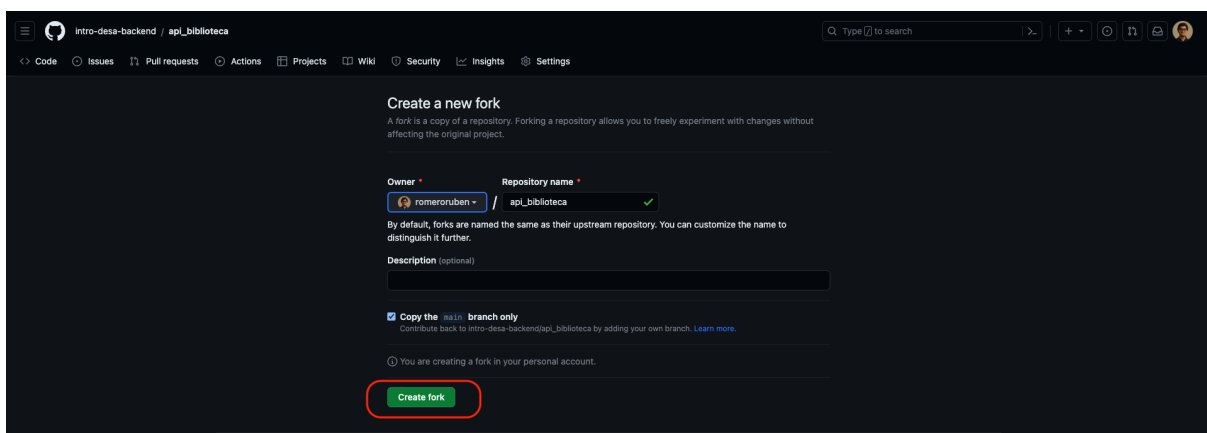 intro-desa-backend / api_biblioteca
Type / to search
Code Issues Pull requests Actions Projects Wiki Security Insights Settings
Create a new fork
A fork is a copy of a repository. Forking a repository allows you to freely experiment with changes without
affecting the original project.
Owner * Repository name *
romeroruben / api_biblioteca
By default, forks are named the same as their upstream repository. You can customize the name to
distinguish it further.
Description (optional)
Copy the main branch only
Contribute back to intro-desa-backend/api_biblioteca by adding your own branch. Learn more.
You are creating a fork in your personal account.
Create fork